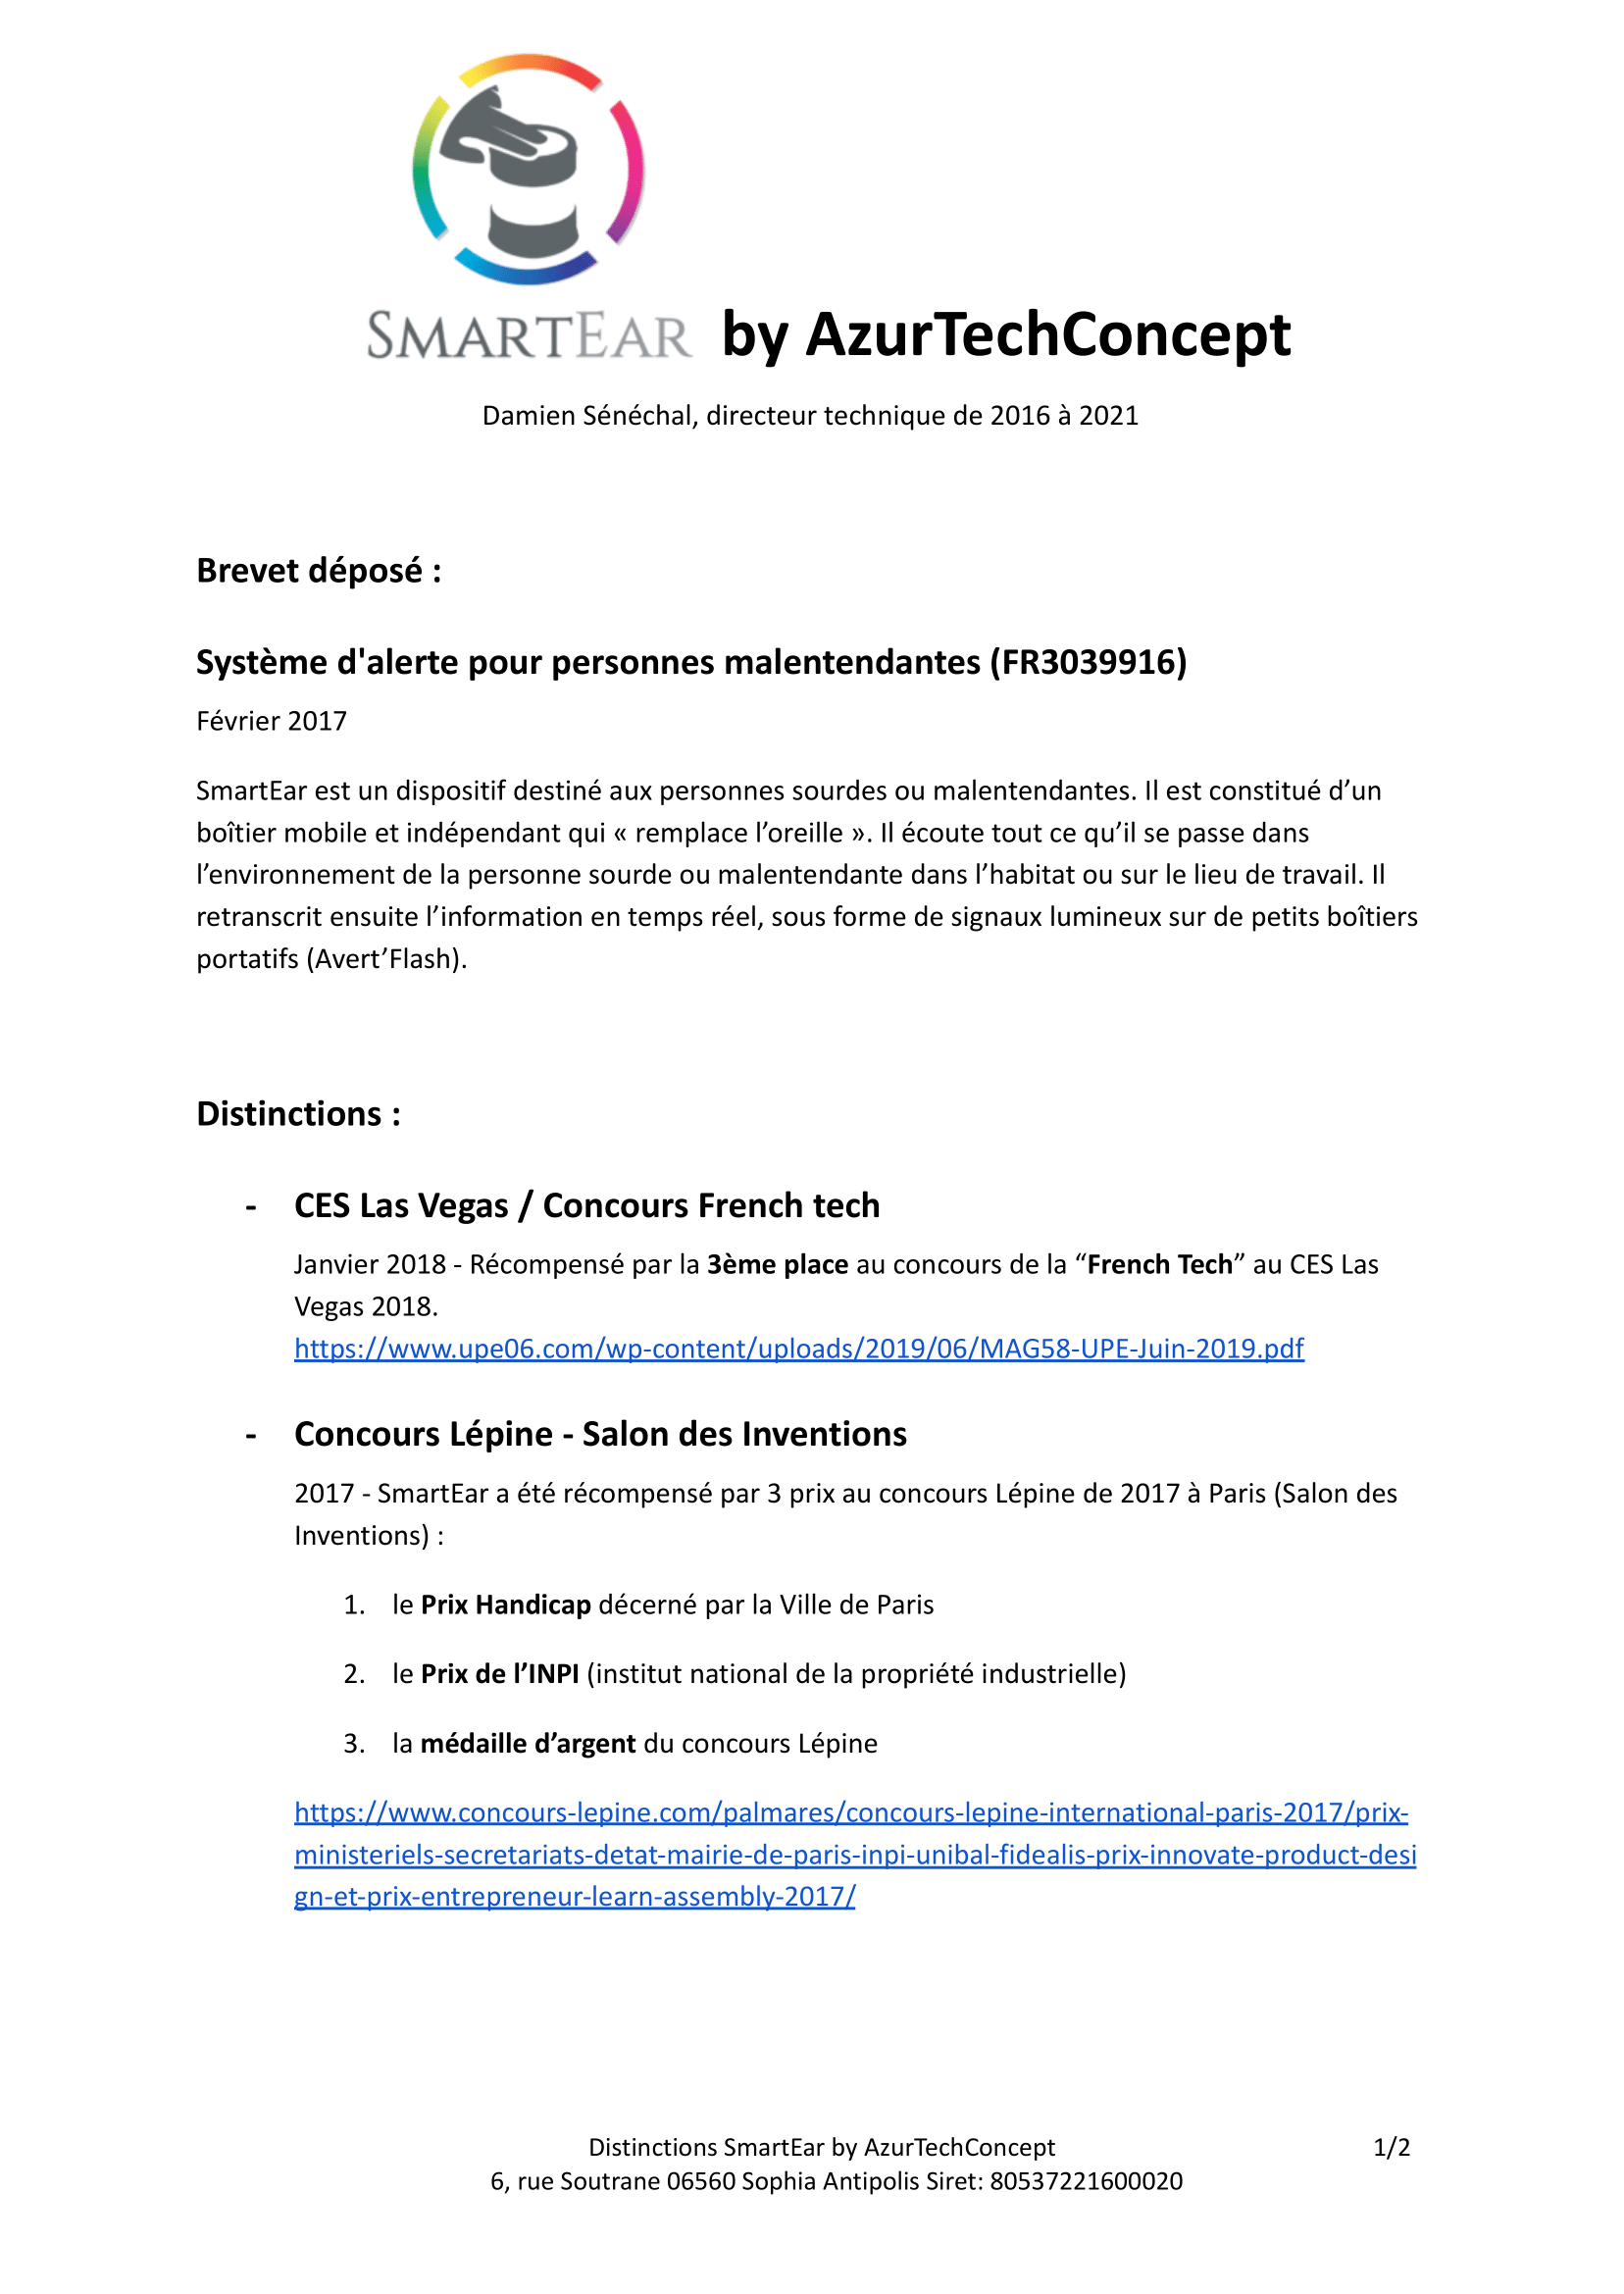 SMARTEAR by AzurTechConcept
Damien Sénéchal, directeur technique de 2016 à 2021
Brevet déposé :
Système d'alerte pour personnes malentendantes (FR3039916)
Février 2017
SmartEar est un dispositif destiné aux personnes sourdes ou malentendantes. Il est constitué d’un
boîtier mobile et indépendant qui « remplace l’oreille ». Il écoute tout ce qu’il se passe dans
l’environnement de la personne sourde ou malentendante dans l’habitat ou sur le lieu de travail. Il
retranscrit ensuite l’information en temps réel, sous forme de signaux lumineux sur de petits boîtiers
portatifs (Avert’Flash).
Distinctions :
- CES Las Vegas / Concours French tech
Janvier 2018 - Récompensé par la 3ème place au concours de la “French Tech” au CES Las
Vegas 2018.
https://www.upe06.com/wp-content/uploads/2019/06/MAG58-UPE-Juin-2019.pdf
- Concours Lépine - Salon des Inventions
2017 - SmartEar a été récompensé par 3 prix au concours Lépine de 2017 à Paris (Salon des
Inventions) :
1. le Prix Handicap décerné par la Ville de Paris
2. le Prix de l’INPI (institut national de la propriété industrielle)
3. la médaille d’argent du concours Lépine
https://www.concours-lepine.com/palmares/concours-lepine-international-paris-2017/prix-
ministeriels-secretariats-detat-mairie-de-paris-inpi-unibal-fidealis-prix-innovate-product-desi
gn-et-prix-entrepreneur-learn-assembly-2017/
Distinctions SmartEar by AzurTechConcept 1/2
6, rue Soutrane 06560 Sophia Antipolis Siret: 80537221600020